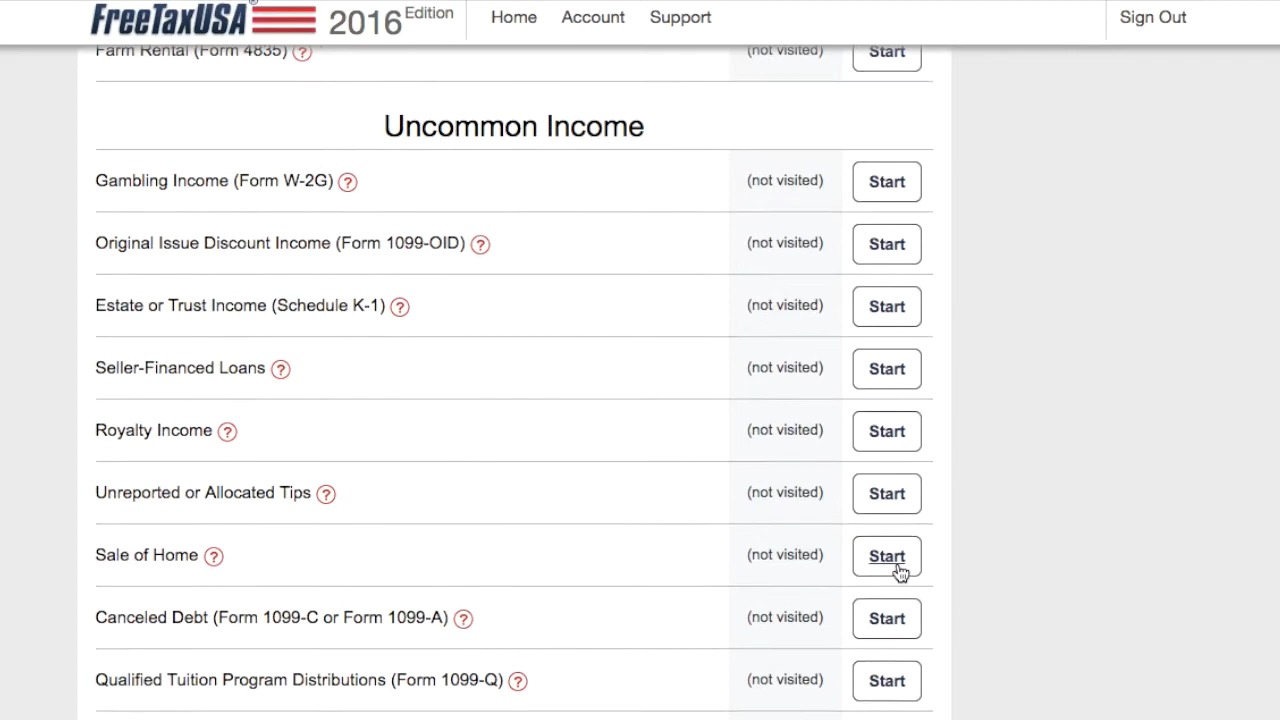 FreeTaxUSA® 2016 Edition Home Account Support Sign Out
Farm Rental (Form 4835) ? (not visited) Start
Uncommon Income
Gambling Income (Form W-2G) ? (not visited) Start
Original Issue Discount Income (Form 1099-OID) ? (not visited) Start
Estate or Trust Income (Schedule K-1) ? (not visited) Start
Seller-Financed Loans ? (not visited) Start
Royalty Income ? (not visited) Start
Unreported or Allocated Tips ? (not visited) Start
Sale of Home ? (not visited) Start
Canceled Debt (Form 1099-C or Form 1099-A) ? (not visited) Start
Qualified Tuition Program Distributions (Form 1099-Q) ? (not visited) Start